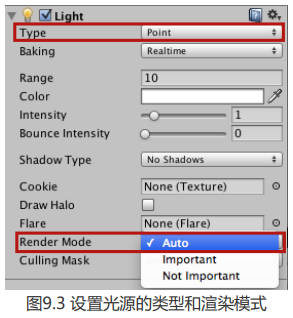 Light
Type Point
Baking Realtime
Range 10
Color
Intensity 1
Bounce Intensity 0
Shadow Type No Shadows
Cookie None (Texture)
Draw Halo
Flare None (Flare)
Render Mode ✓ Auto
Culling Mask Important
Not Important
图9.3 设置光源的类型和渲染模式